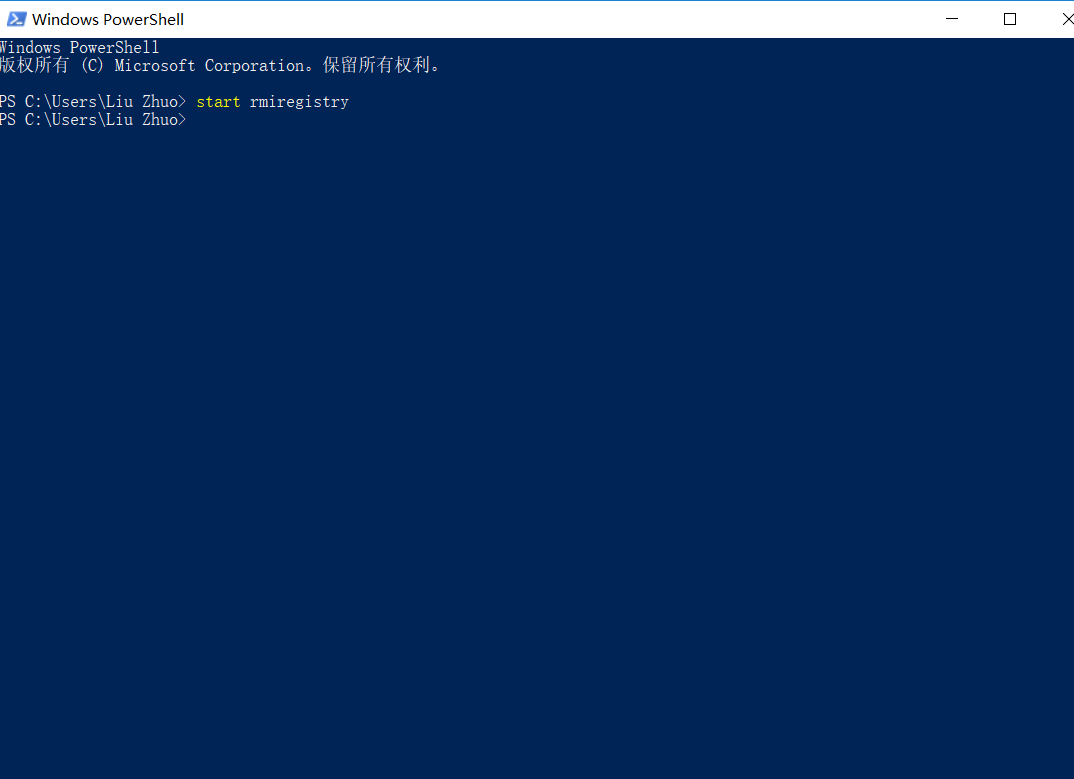 Windows PowerShell
Windows PowerShell
版权所有 (C) Microsoft Corporation。保留所有权利。
PS C:\Users\Liu Zhuo> start rmiregistry
PS C:\Users\Liu Zhuo>